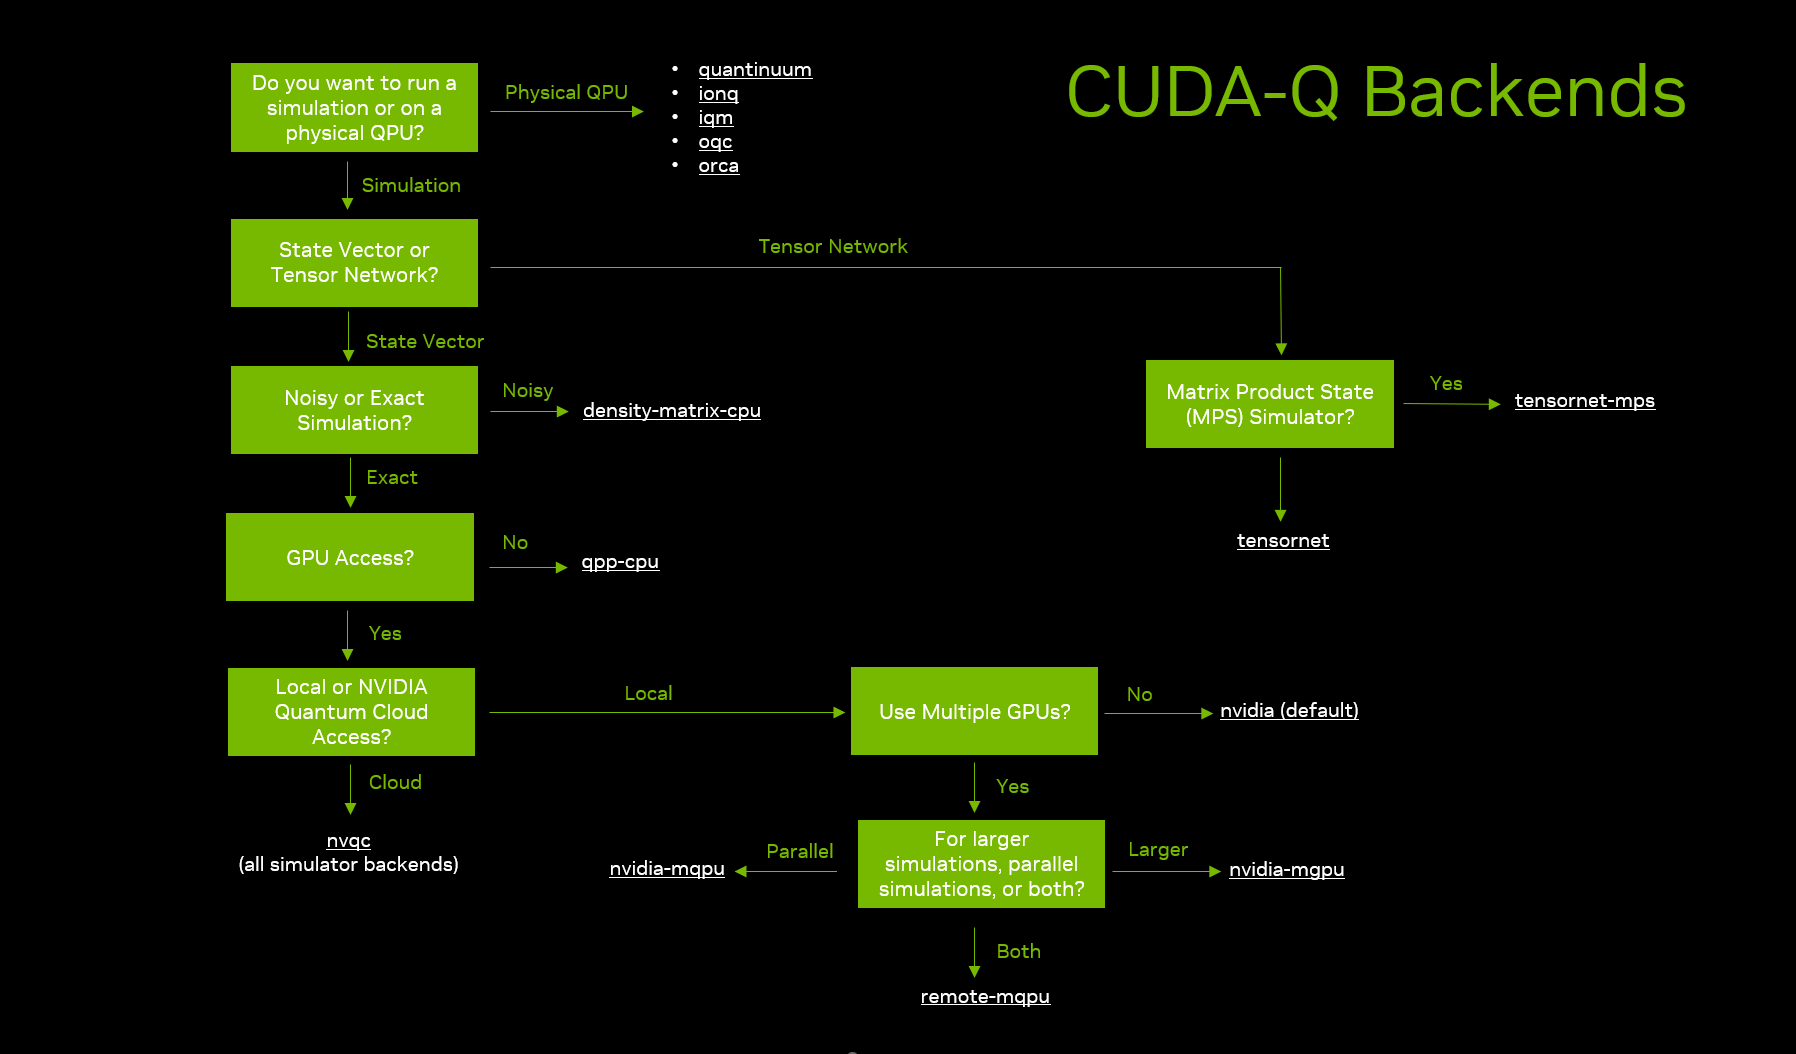 CUDA-Q Backends
Do you want to run a
simulation or on a
physical QPU?
Physical QPU
• quantinuum
• ionq
• iqm
• oqc
• orca
Simulation
State Vector or
Tensor Network?
Tensor Network
State Vector
Noisy or Exact
Simulation?
Noisy
density-matrix-cpu
Matrix Product State
(MPS) Simulator?
Yes
tensornet-mps
tensornet
Exact
GPU Access?
No
qpp-cpu
Yes
Local or NVIDIA
Quantum Cloud
Access?
Local
Use Multiple GPUs?
No
nvidia (default)
Cloud
nvqc
(all simulator backends)
Yes
For larger
simulations, parallel
simulations, or both?
Parallel
nvidia-mqpu
Larger
nvidia-mgpu
Both
remote-mqpu